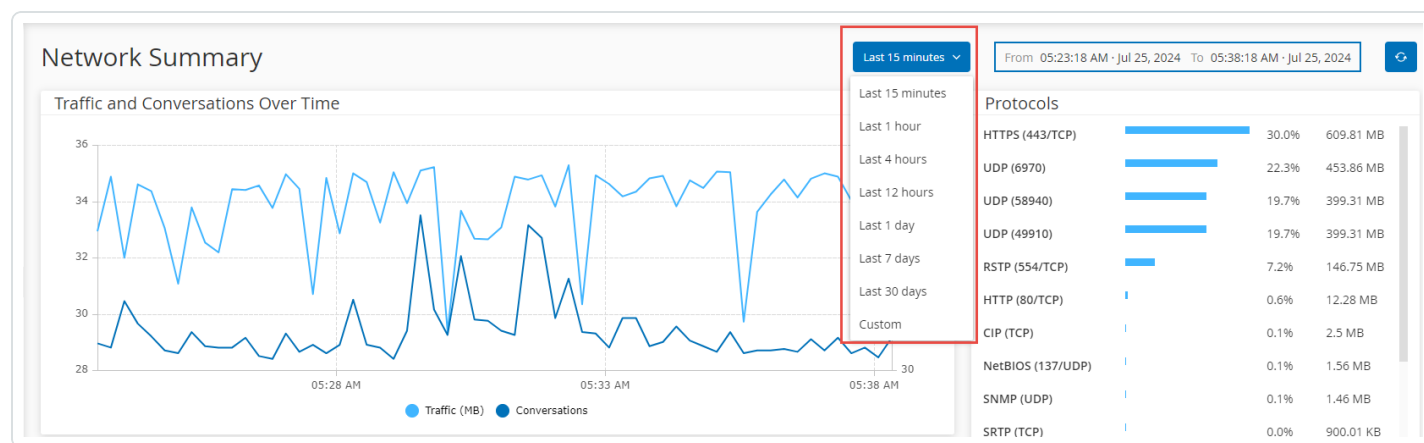 Network Summary
Last 15 minutes
From 05:23:18 AM · Jul 25, 2024 To 05:38:18 AM · Jul 25, 2024
Traffic and Conversations Over Time
36
34
32
30
28
30
05:28 AM
05:33 AM
05:38 AM
Traffic (MB)
Conversations
Last 15 minutes
Last 1 hour
Last 4 hours
Last 12 hours
Last 1 day
Last 7 days
Last 30 days
Custom
Protocols
HTTPS (443/TCP) 30.0% 609.81 MB
UDP (6970) 22.3% 453.86 MB
UDP (58940) 19.7% 399.31 MB
UDP (49910) 19.7% 399.31 MB
RSTP (554/TCP) 7.2% 146.75 MB
HTTP (80/TCP) 0.6% 12.28 MB
CIP (TCP) 0.1% 2.5 MB
NetBIOS (137/UDP) 0.1% 1.56 MB
SNMP (UDP) 0.1% 1.46 MB
SRTP (TCP) 0.0% 900.01 KB